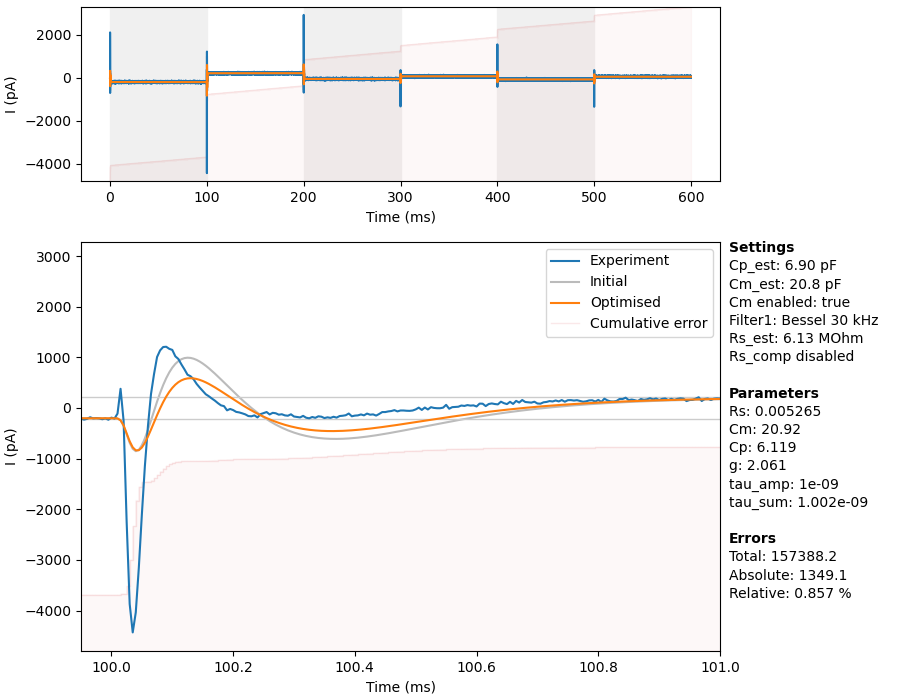 2000
0
−2000
−4000
I (pA)
0 100 200 300 400 500 600
Time (ms)
3000
2000
1000
0
−1000
−2000
−3000
−4000
I (pA)
100.0 100.2 100.4 100.6 100.8 101.0
Time (ms)
Experiment
Initial
Optimised
Cumulative error
Settings
Cp_est: 6.90 pF
Cm_est: 20.8 pF
Cm enabled: true
Filter1: Bessel 30 kHz
Rs_est: 6.13 MOhm
Rs_comp disabled
Parameters
Rs: 0.005265
Cm: 20.92
Cp: 6.119
g: 2.061
tau_amp: 1e-09
tau_sum: 1.002e-09
Errors
Total: 157388.2
Absolute: 1349.1
Relative: 0.857 %